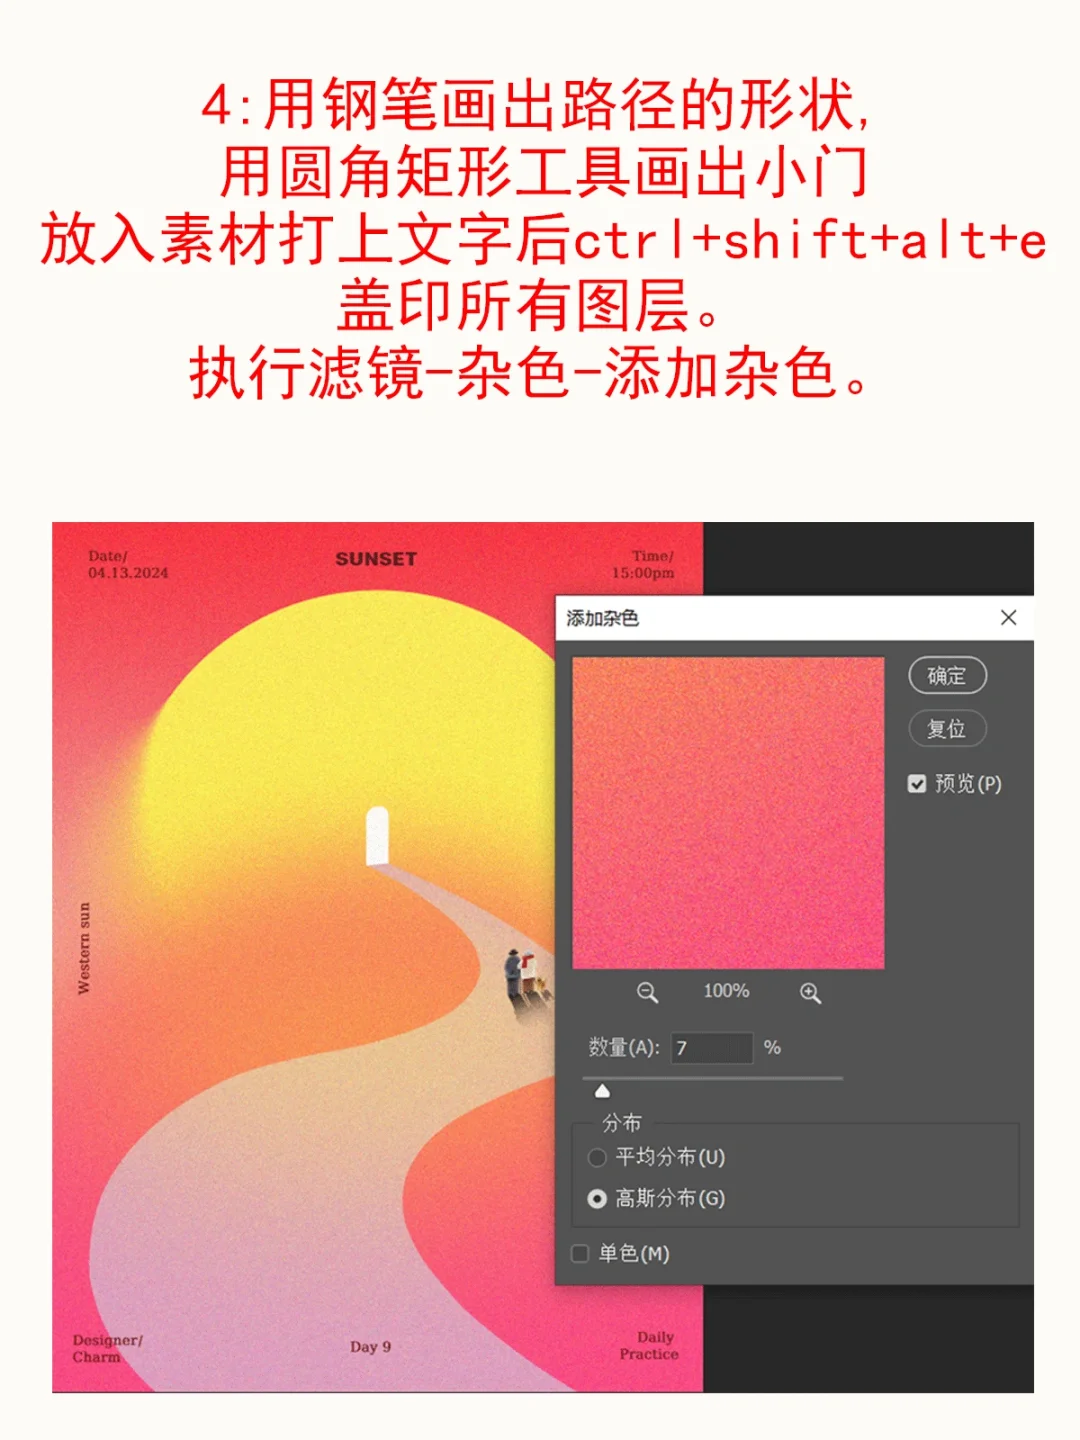 4:用钢笔画出路径的形状,
用圆角矩形工具画出小门
放入素材打上文字后ctrl+shift+alt+e
盖印所有图层。
执行滤镜-杂色-添加杂色。
Date/
04.13.2024
SUNSET
Time/
15:00pm
Western sun
Designer/
Charm
Day 9
Daily
Practice
添加杂色
确定
复位
预览(P)
100%
数量(A): 7 %
分布
平均分布(U)
高斯分布(G)
单色(M)